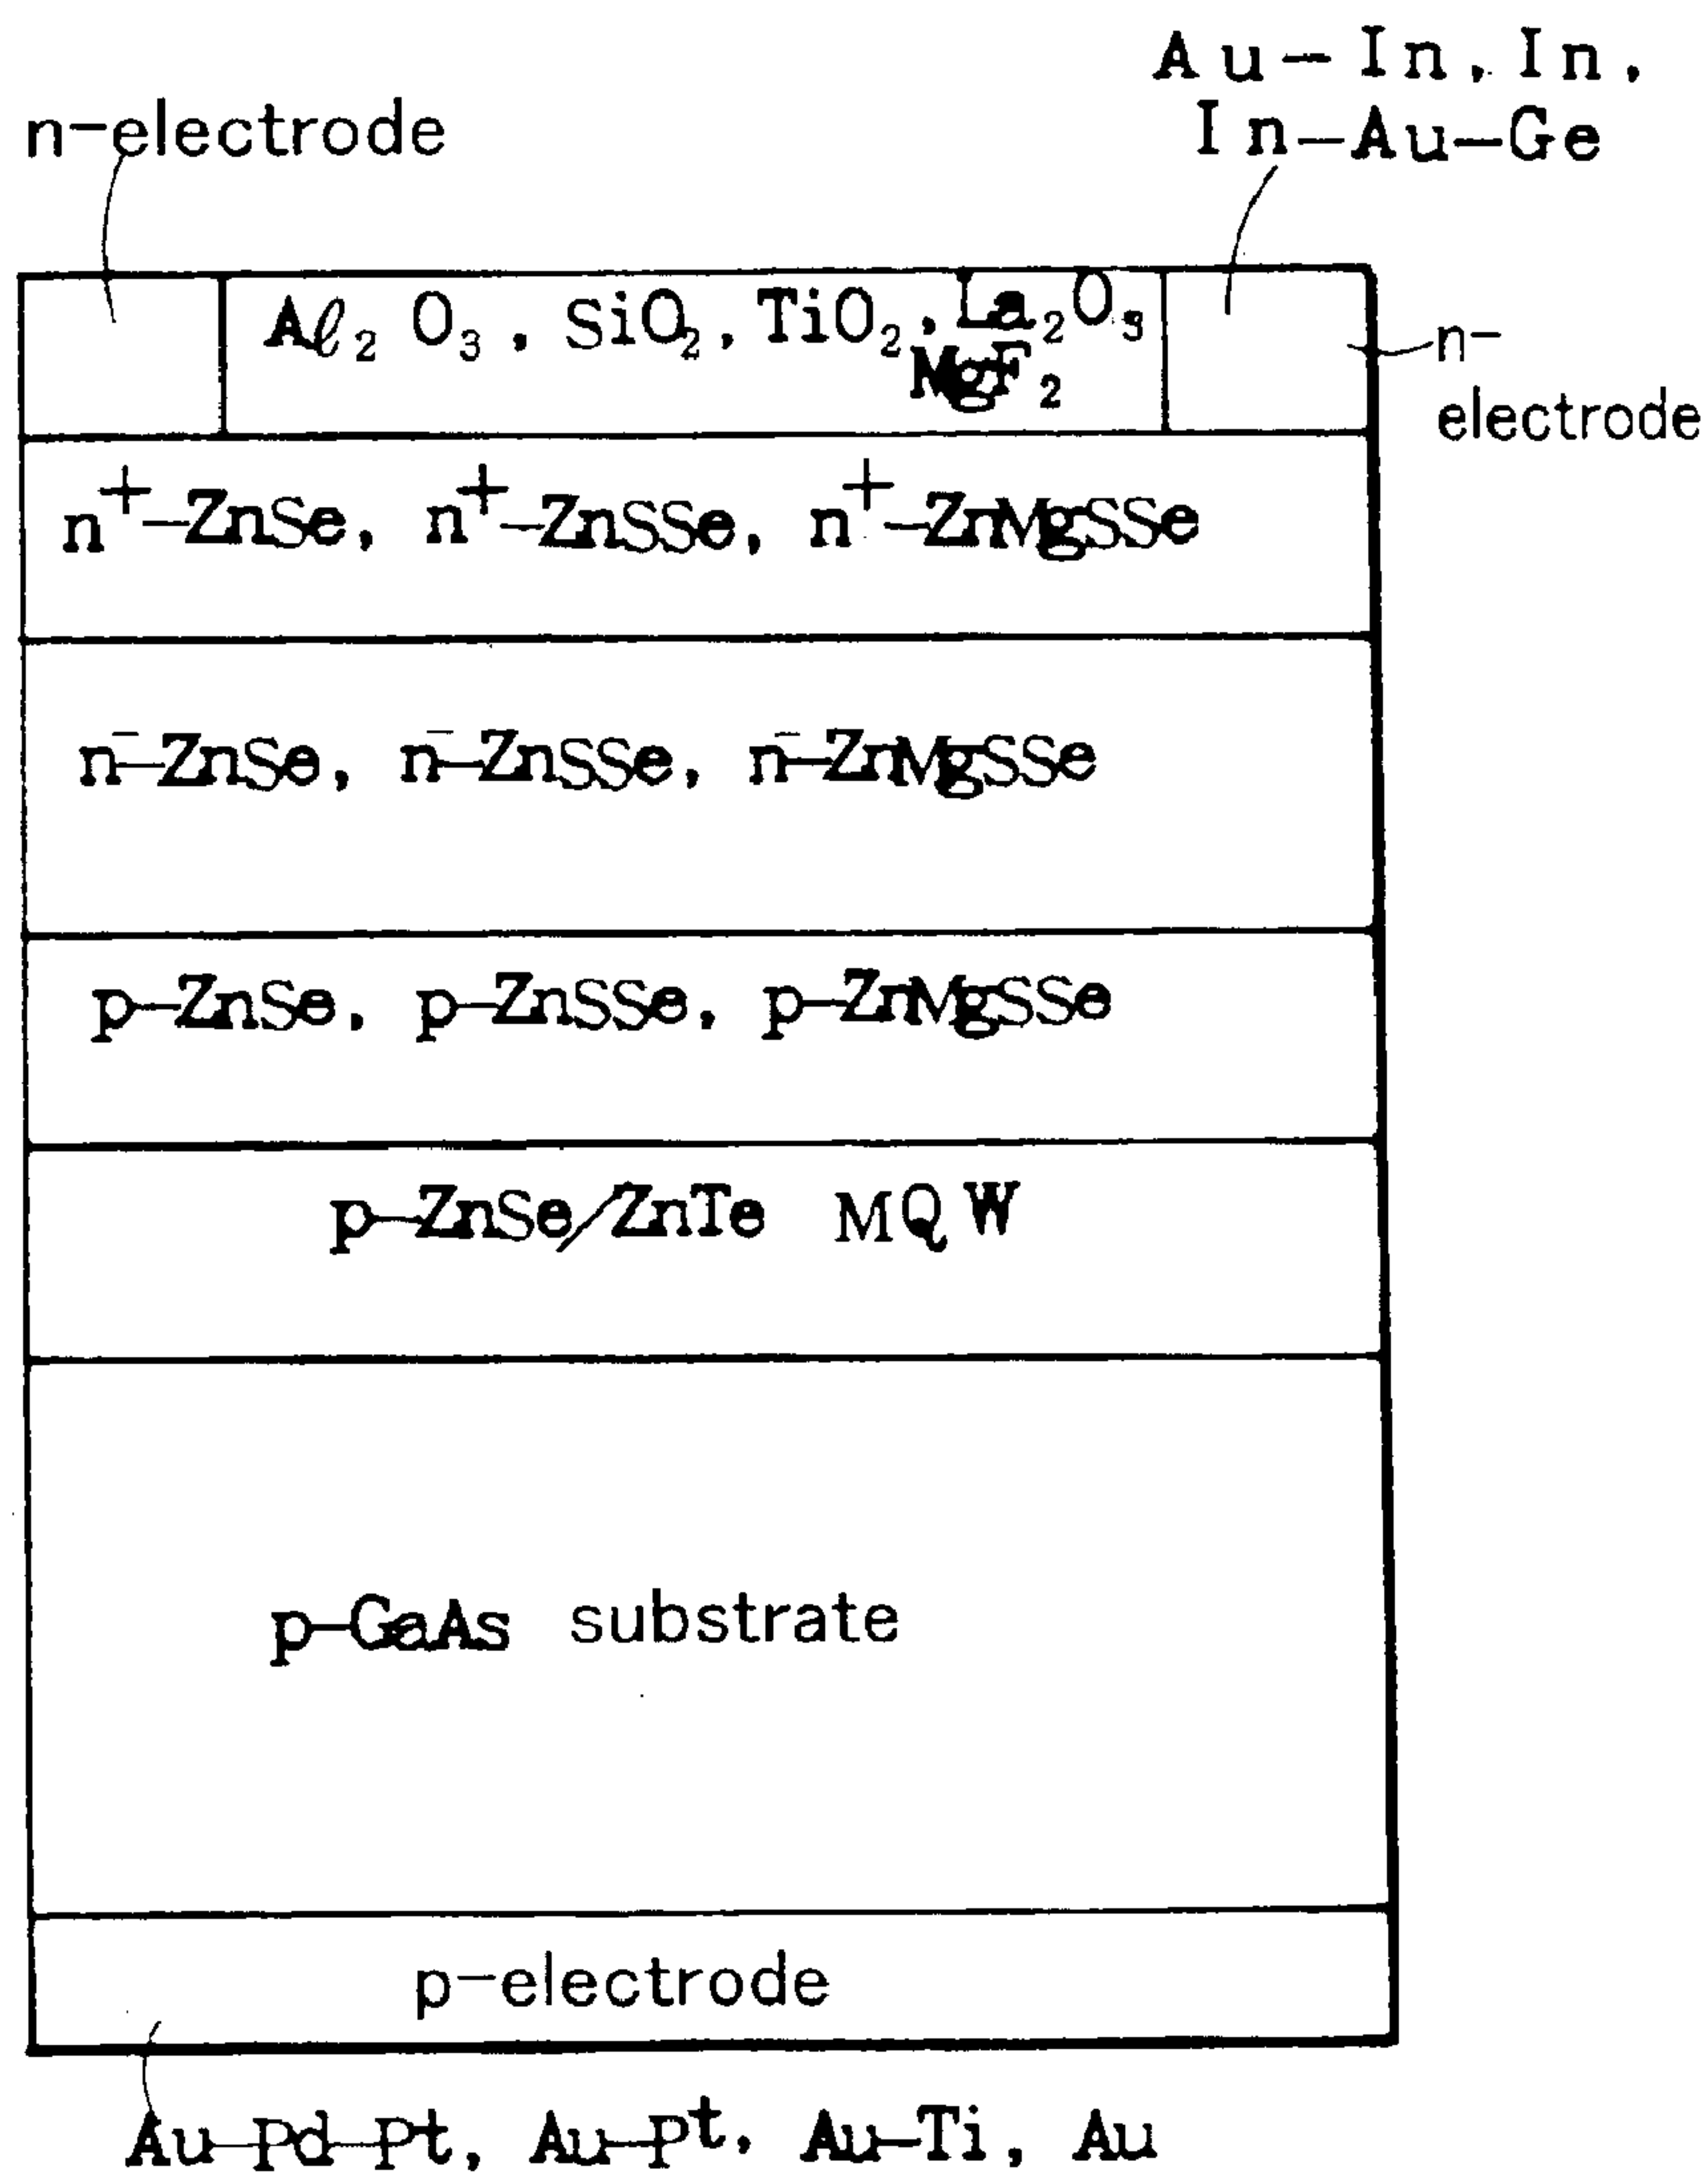 Au-In, In,
In-Au-Ge
n-electrode
Aℓ₂O₃, SiO₂, TiO₂, La₂O₃
MgF₂
n-
electrode
n⁺-ZnSe, n⁺-ZnSSe, n⁺-ZnMgSSe
n⁻-ZnSe, n⁻-ZnSSe, n⁻-ZnMgSSe
p-ZnSe, p-ZnSSe, p-ZnMgSSe
p-ZnSe/ZnTe MQW
p-GaAs substrate
p-electrode
Au-Pd-Pt, Au-Pt, Au-Ti, Au